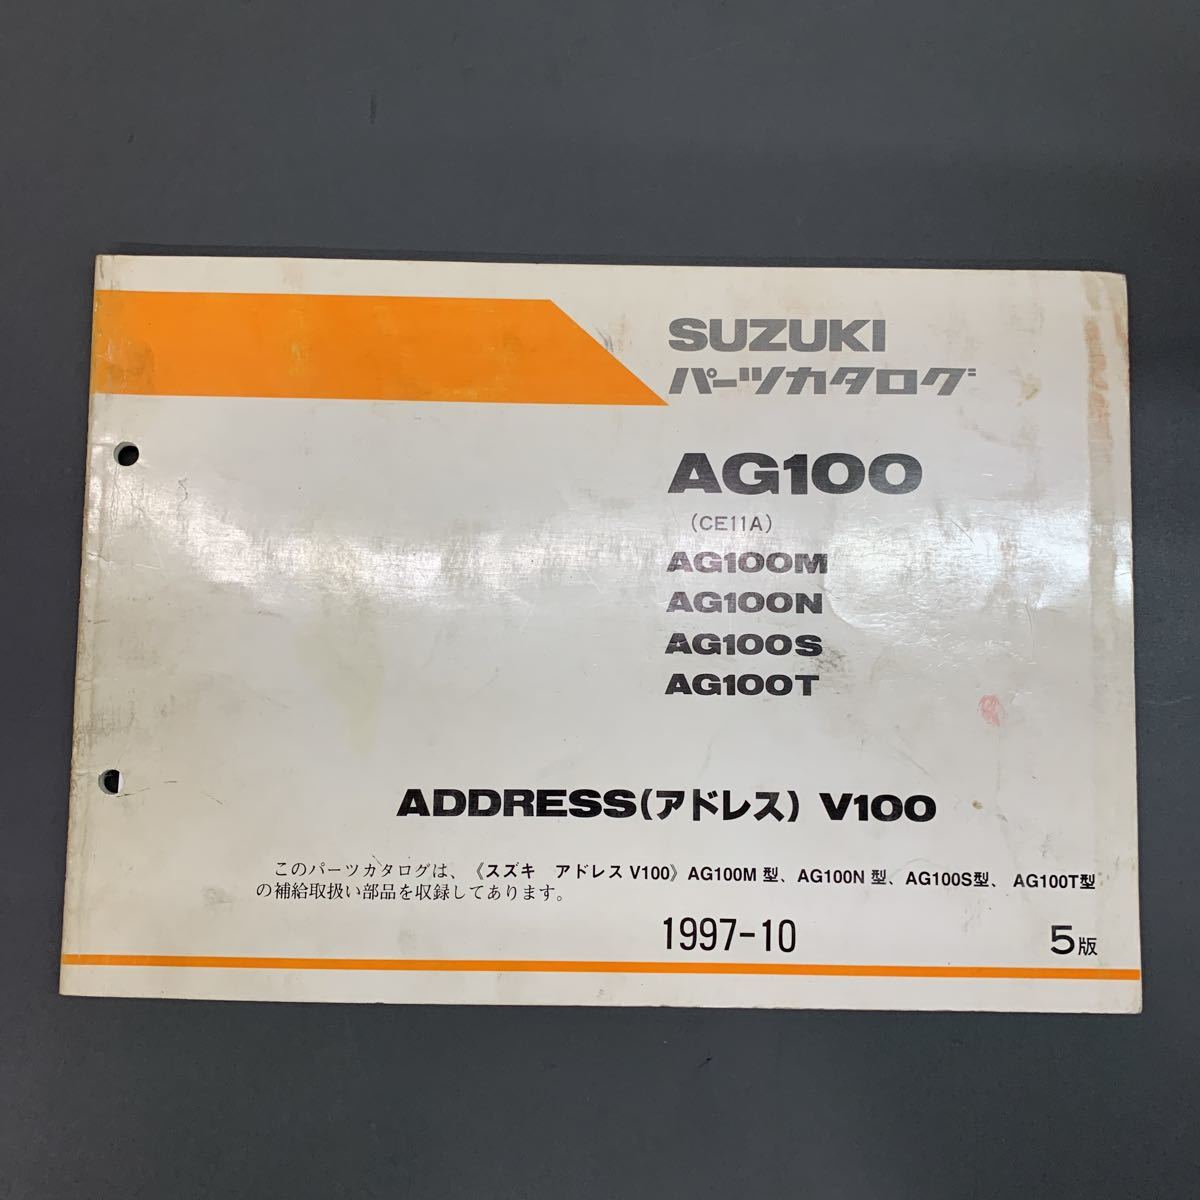 SUZUKI
パーツカタログ
AG100
（CE11A）
AG100M
AG100N
AG100S
AG100T
ADDRESS（アドレス）V100
このパーツカタログは、《スズキ　アドレス V100》AG100M 型、AG100N 型、AG100S型、AG100T型
の補給取扱い部品を収録してあります。
1997-10　5版